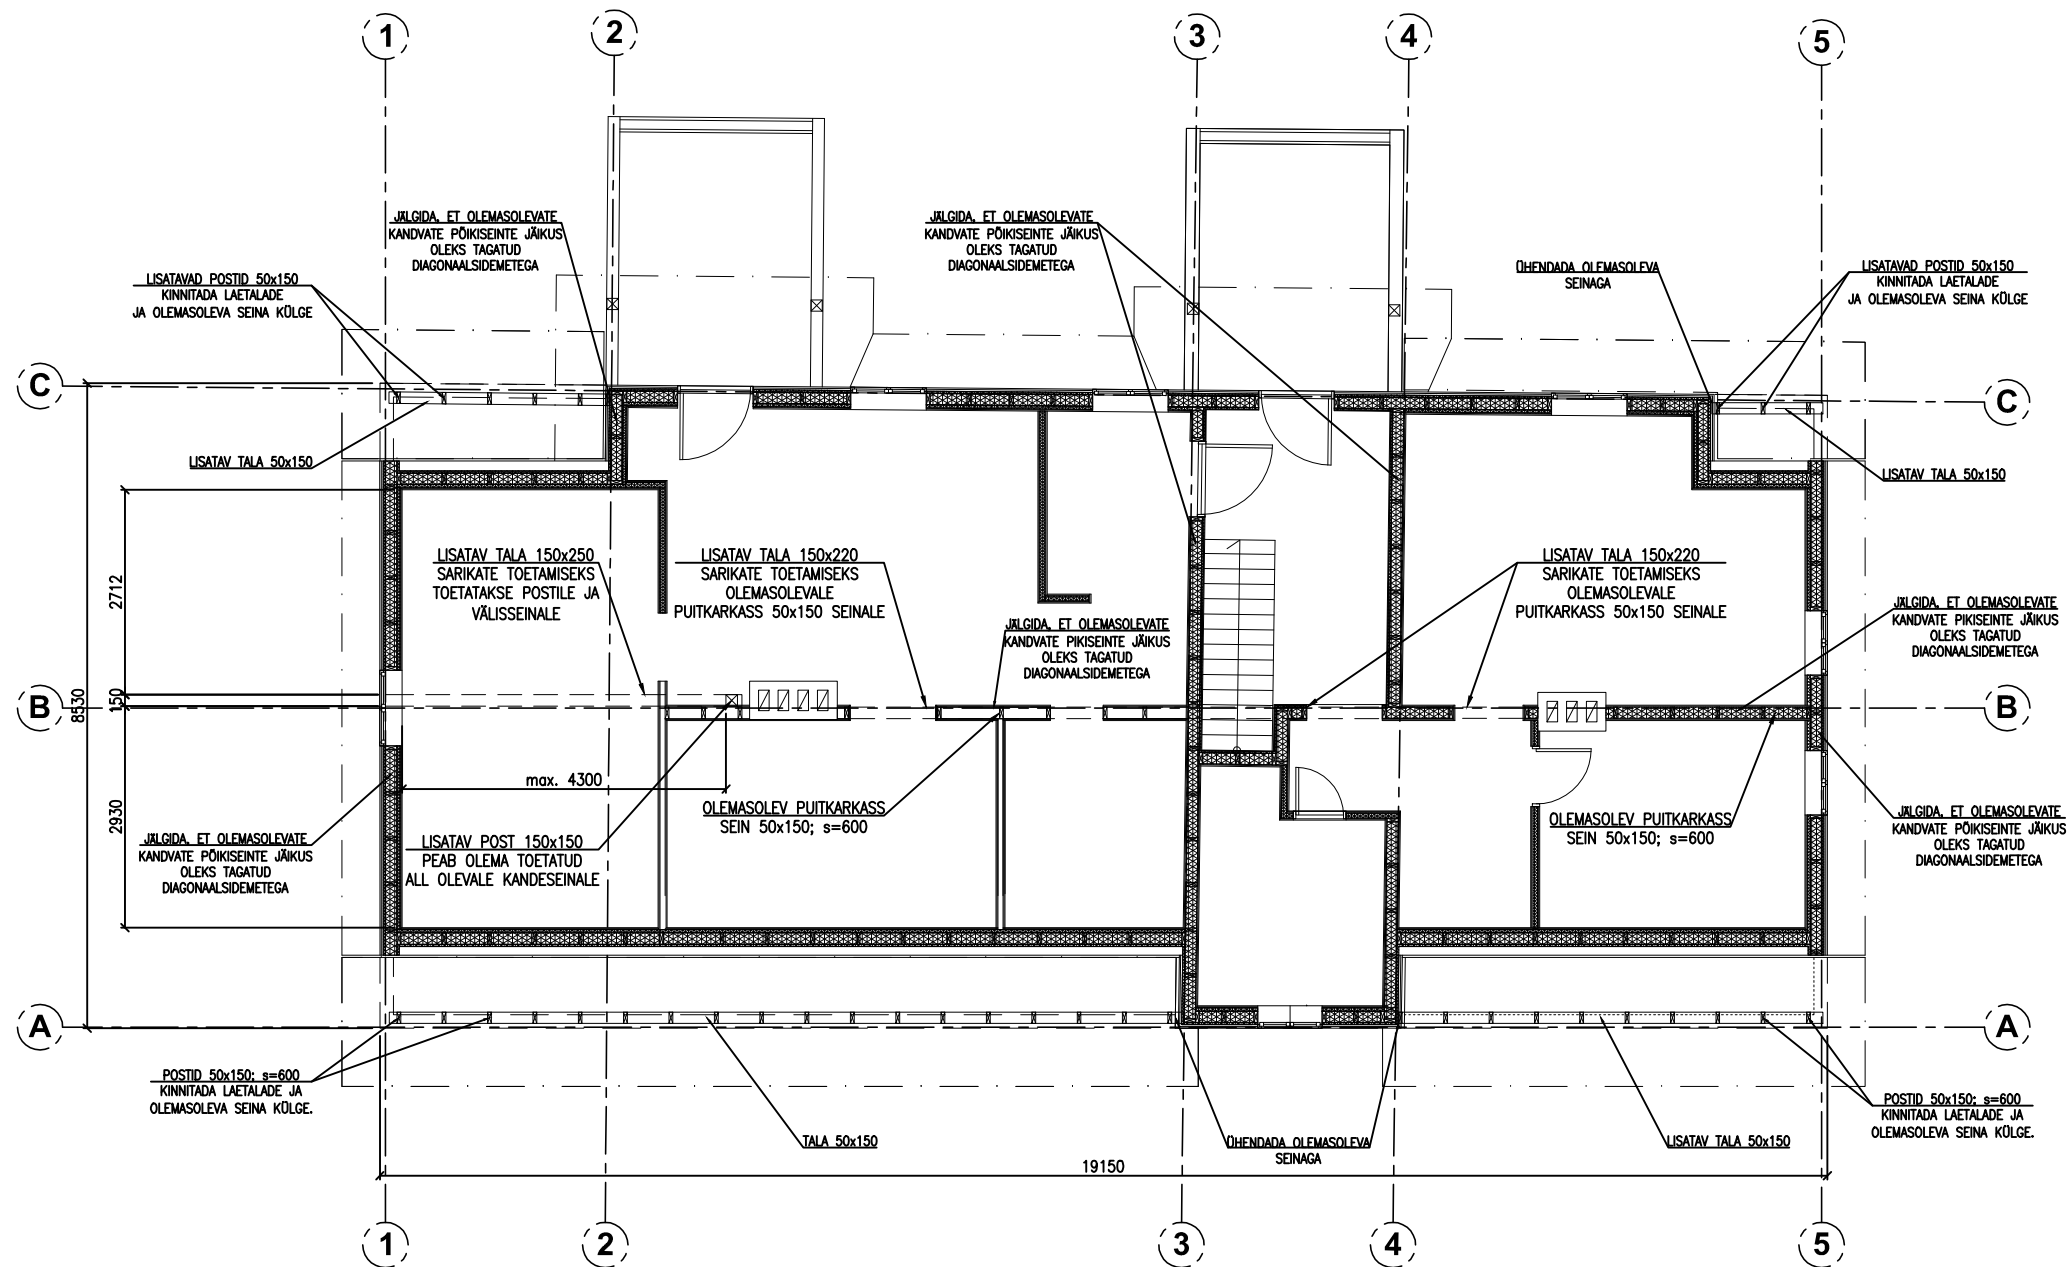 1
2
3
4
5
JÄLGIDA, ET OLEMASOLEVATE
KANDVATE PÕIKISEINTE JÄIKUS
OLEKS TAGATUD
DIAGONAALSIDEMETEGA
JÄLGIDA, ET OLEMASOLEVATE
KANDVATE PÕIKISEINTE JÄIKUS
OLEKS TAGATUD
DIAGONAALSIDEMETEGA
LISATAVAD POSTID 50x150
KINNITADA LAETALADE
JA OLEMASOLEVA SEINA KÜLGE
ÜHENDADA OLEMASOLEVA
SEINAGA
LISATAVAD POSTID 50x150
KINNITADA LAETALADE
JA OLEMASOLEVA SEINA KÜLGE
C
C
LISATAV TALA 50x150
LISATAV TALA 50x150
LISATAV TALA 150x250
SARIKATE TOETAMISEKS
TOETATAKSE POSTILE JA
VÄLISSEINALE
LISATAV TALA 150x220
SARIKATE TOETAMISEKS
OLEMASOLEVALE
PUITKARKASS 50x150 SEINALE
LISATAV TALA 150x220
SARIKATE TOETAMISEKS
OLEMASOLEVALE
PUITKARKASS 50x150 SEINALE
2712
JÄLGIDA, ET OLEMASOLEVATE
KANDVATE PIKISEINTE JÄIKUS
OLEKS TAGATUD
DIAGONAALSIDEMETEGA
JÄLGIDA, ET OLEMASOLEVATE
KANDVATE PIKISEINTE JÄIKUS
OLEKS TAGATUD
DIAGONAALSIDEMETEGA
B
8530
150
B
max. 4300
2930
OLEMASOLEV PUITKARKASS
SEIN 50x150; s=600
OLEMASOLEV PUITKARKASS
SEIN 50x150; s=600
JÄLGIDA, ET OLEMASOLEVATE
KANDVATE PÕIKISEINTE JÄIKUS
OLEKS TAGATUD
DIAGONAALSIDEMETEGA
LISATAV POST 150x150
PEAB OLEMA TOETATUD
ALL OLEVALE KANDESEINALE
JÄLGIDA, ET OLEMASOLEVATE
KANDVATE PÕIKISEINTE JÄIKUS
OLEKS TAGATUD
DIAGONAALSIDEMETEGA
A
A
POSTID 50x150; s=600
KINNITADA LAETALADE JA
OLEMASOLEVA SEINA KÜLGE.
POSTID 50x150; s=600
KINNITADA LAETALADE JA
OLEMASOLEVA SEINA KÜLGE.
TALA 50x150
ÜHENDADA OLEMASOLEVA
SEINAGA
LISATAV TALA 50x150
19150
1
2
3
4
5